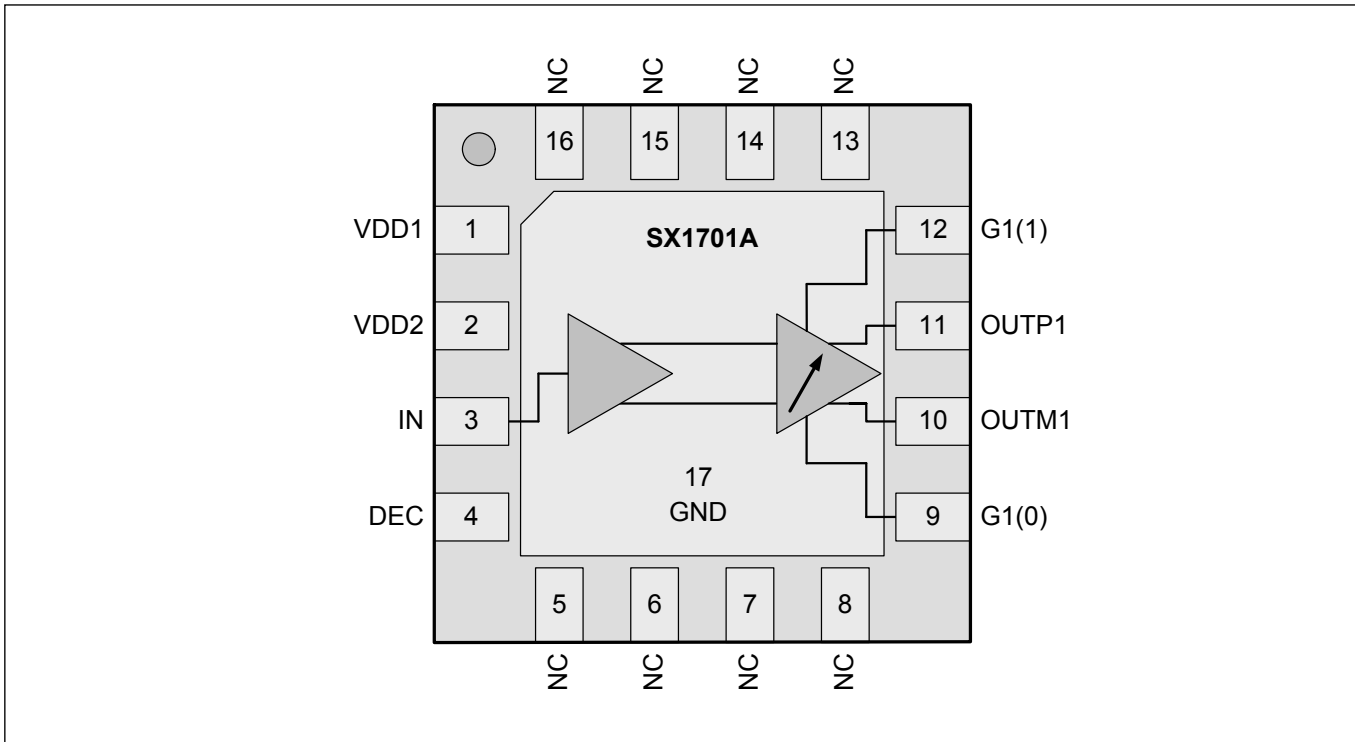 NC NC NC NC
16 15 14 13
VDD1 1 SX1701A 12 G1(1)
VDD2 2 11 OUTP1
IN 3 10 OUTM1
17
GND
DEC 4 9 G1(0)
5 6 7 8
NC NC NC NC